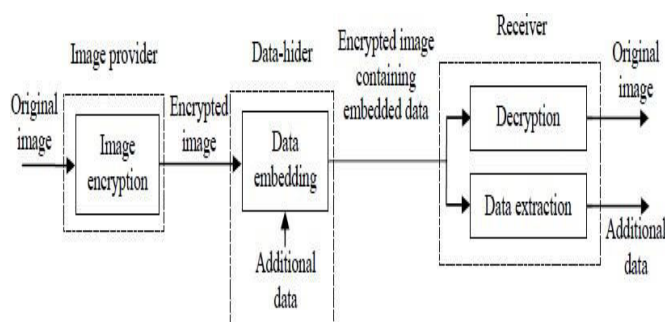 Image provider
Original
image
Image
encryption
Encrypted
image
Data-hider
Data
embedding
Additional
data
Encrypted image
containing
embedded data
Receiver
Decryption
Data extraction
Original
image
Additional
data